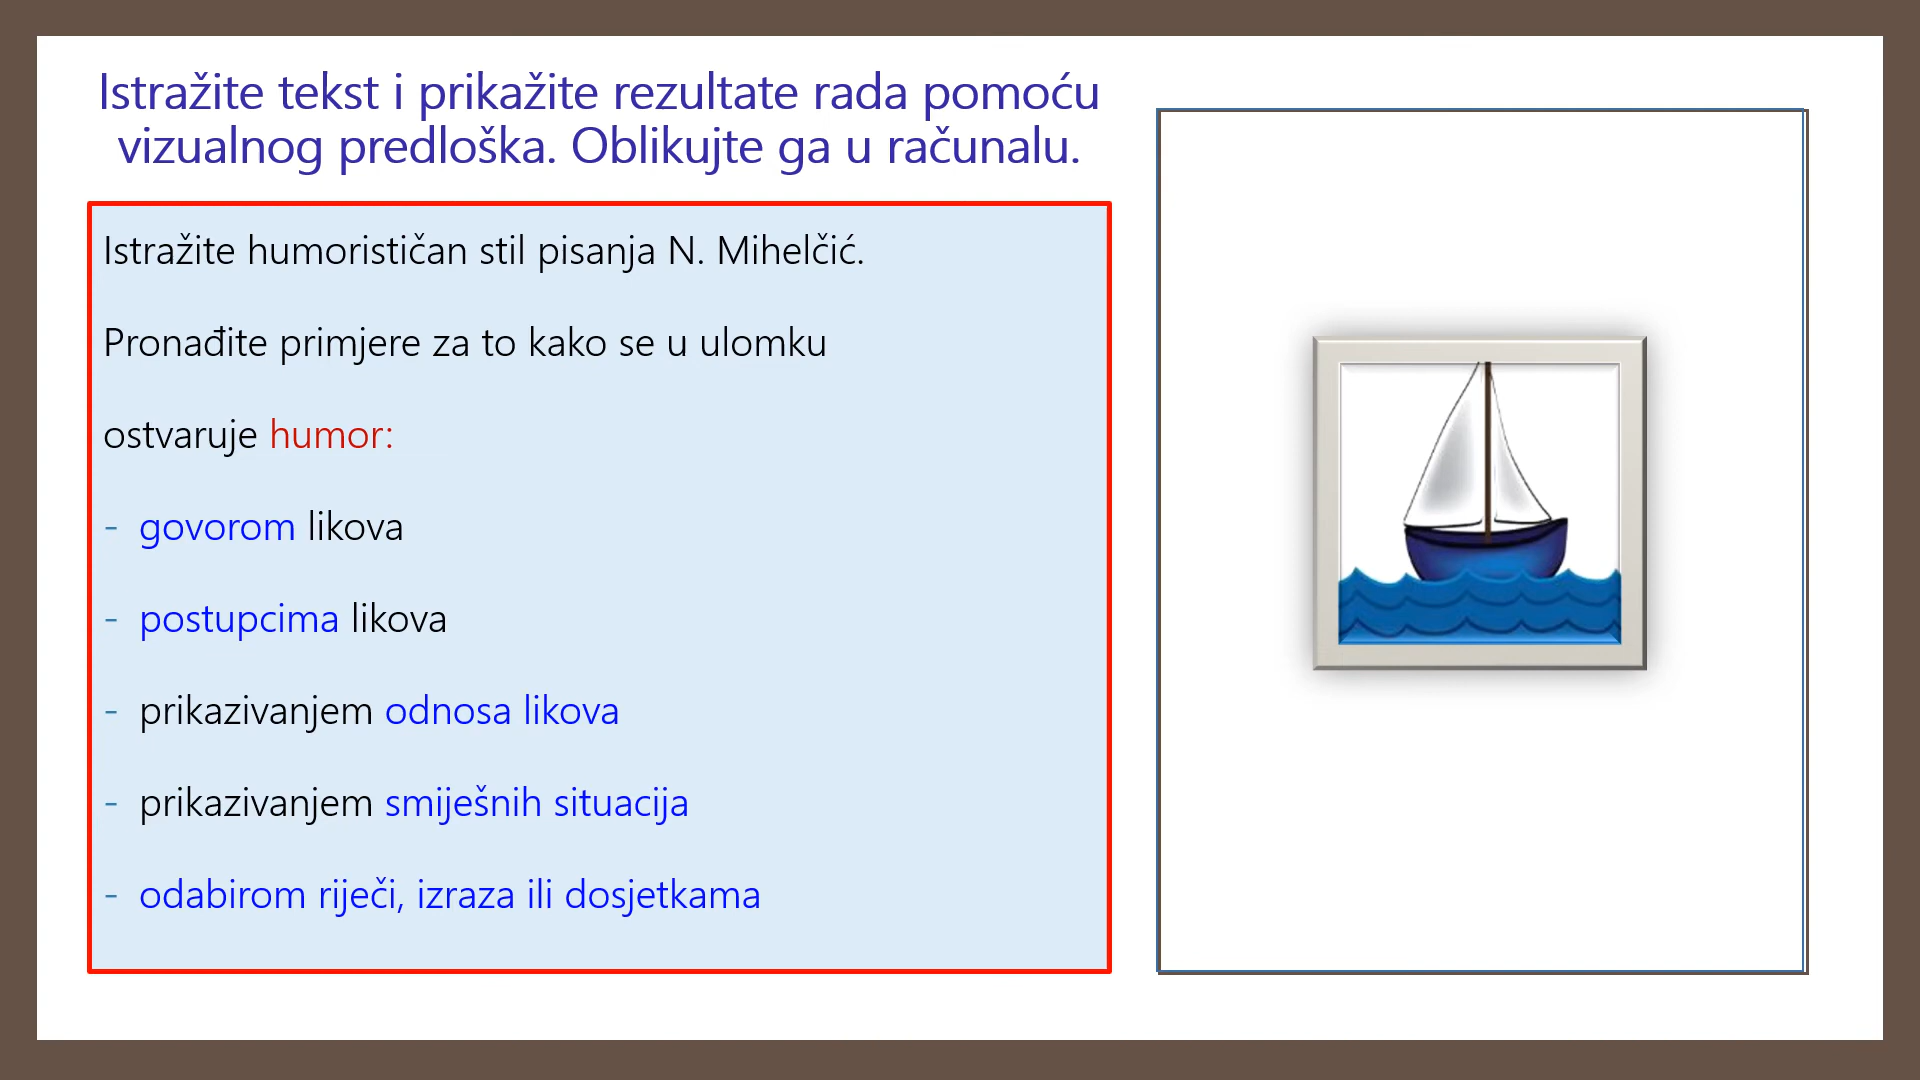 Istražite tekst i prikažite rezultate rada pomoću
vizualnog predloška. Oblikujte ga u računalu.
Istražite humorističan stil pisanja N. Mihelčić.
Pronađite primjere za to kako se u ulomku
ostvaruje humor:
- govorom likova
- postupcima likova
- prikazivanjem odnosa likova
- prikazivanjem smiješnih situacija
- odabirom riječi, izraza ili dosjetkama